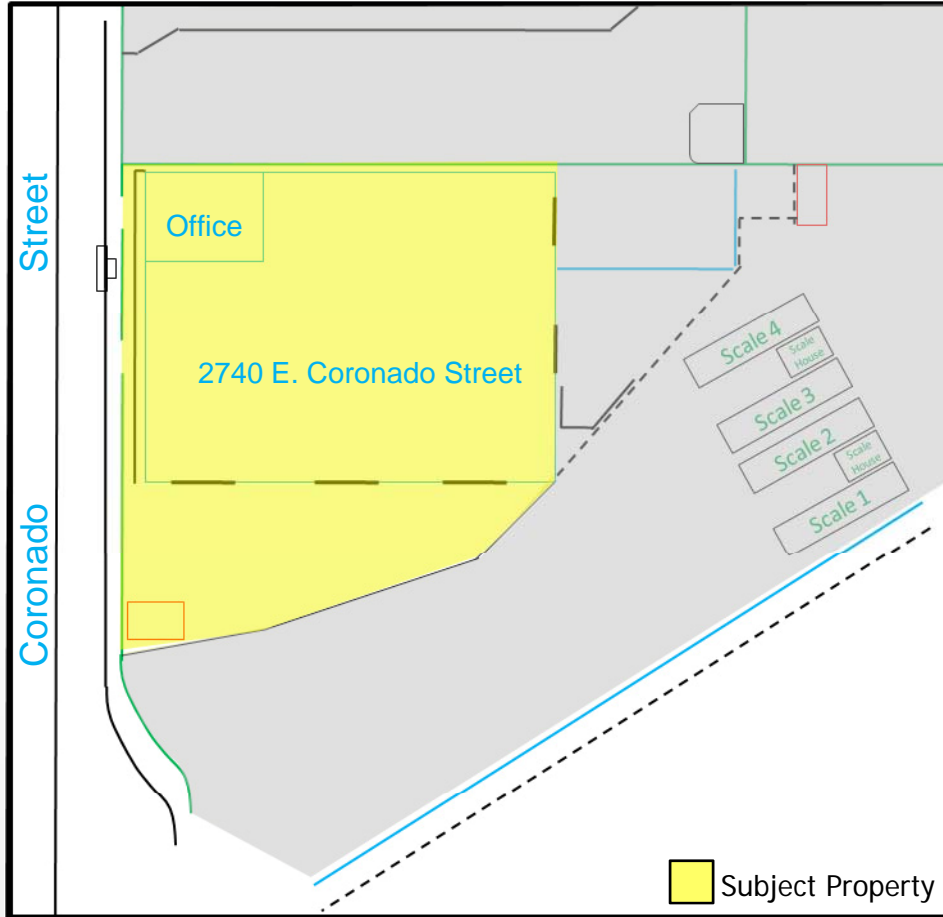 Coronado Street
Office
2740 E. Coronado Street
Scale 4
Scale
House
Scale 3
Scale 2
Scale
House
Scale 1
Subject Property